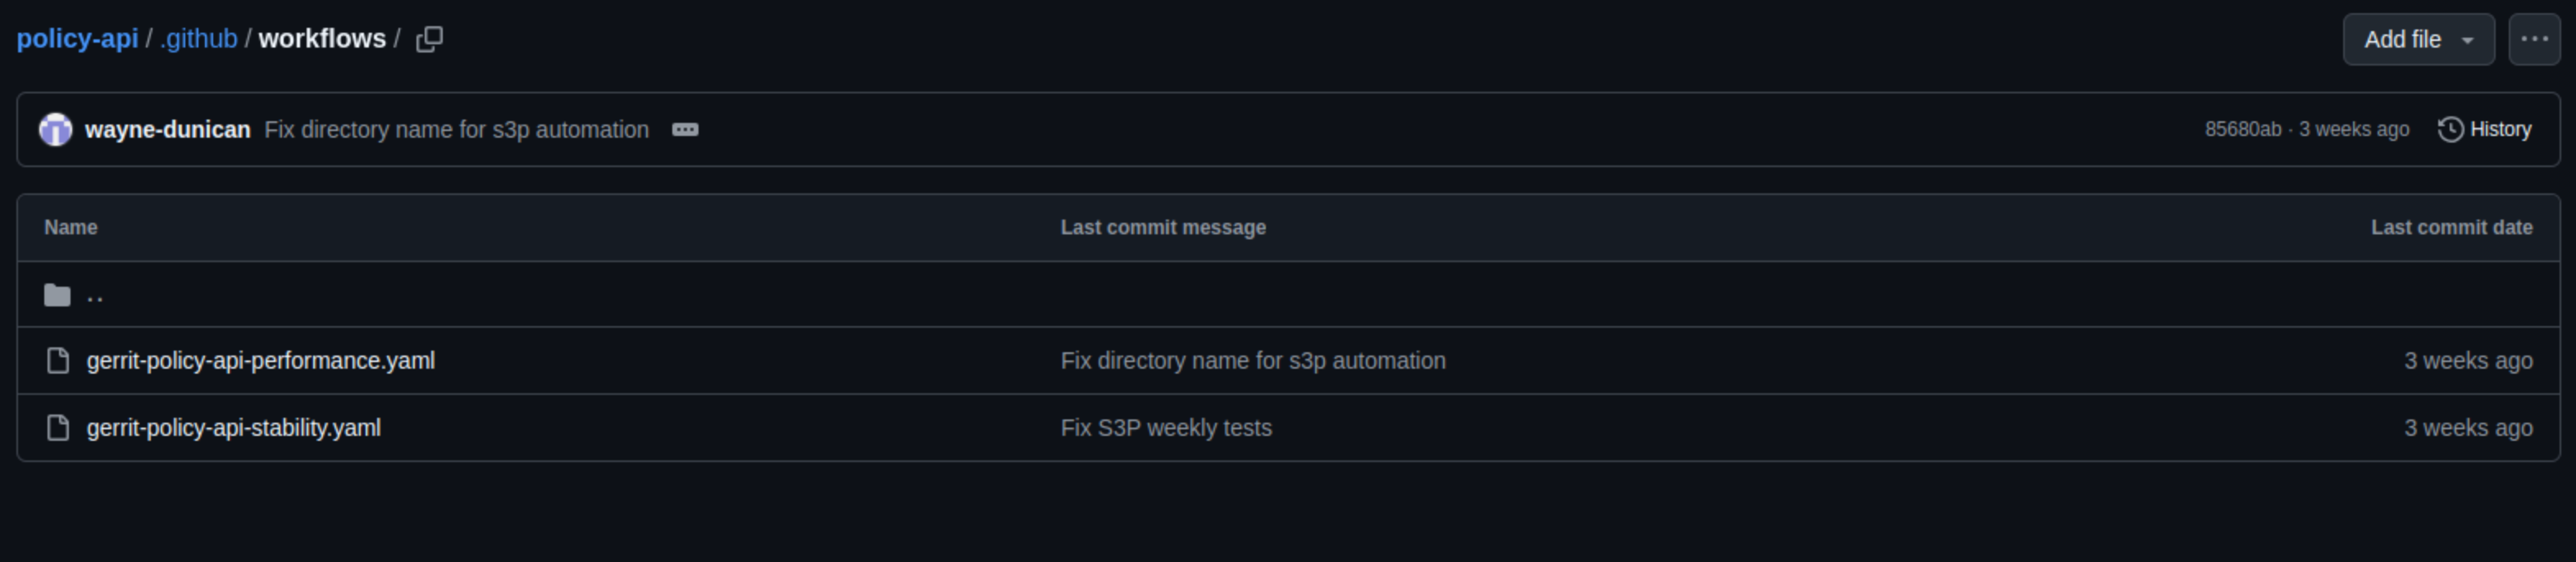 policy-api / .github / workflows /
Add file
wayne-dunican Fix directory name for s3p automation
85680ab · 3 weeks ago History
Name Last commit message Last commit date
..
gerrit-policy-api-performance.yaml Fix directory name for s3p automation 3 weeks ago
gerrit-policy-api-stability.yaml Fix S3P weekly tests 3 weeks ago